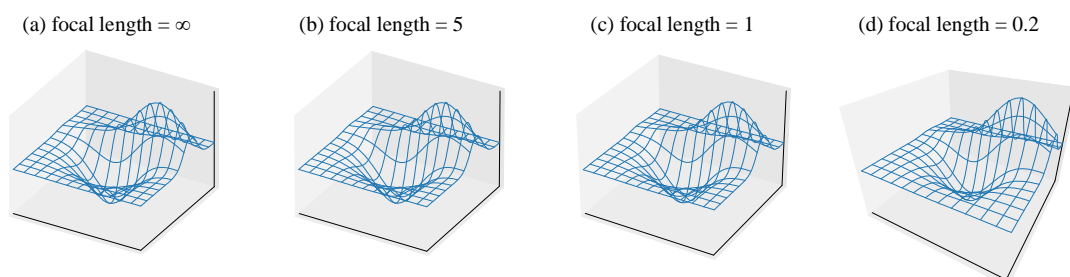 (a) focal length = ∞
(b) focal length = 5
(c) focal length = 1
(d) focal length = 0.2